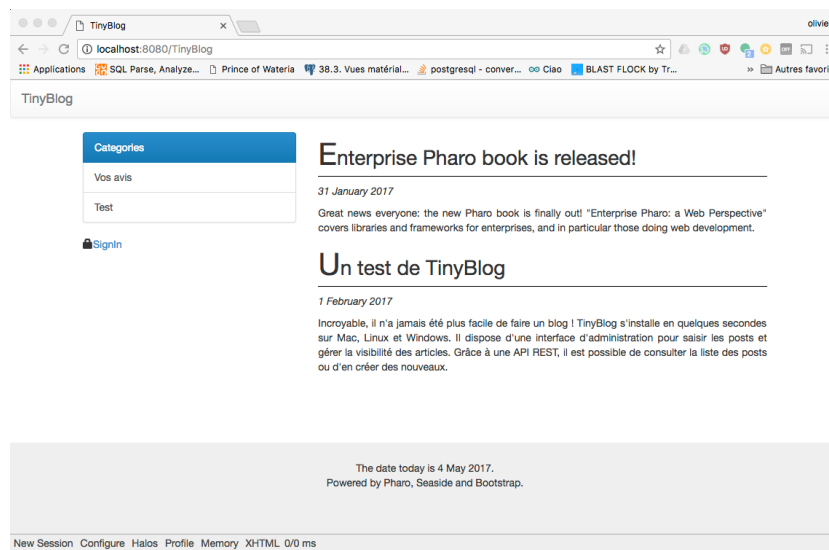 TinyBlog
olivie
localhost:8080/TinyBlog
Applications SQL Parse, Analyze... Prince of Wateria 38.3. Vues matérial... postgresql - conver... Ciao BLAST FLOCK by Tr... » Autres favori
TinyBlog
Categories
Vos avis
Test
SignIn
Enterprise Pharo book is released!
31 January 2017
Great news everyone: the new Pharo book is finally out! "Enterprise Pharo: a Web Perspective"
covers libraries and frameworks for enterprises, and in particular those doing web development.
Un test de TinyBlog
1 February 2017
Incroyable, il n'a jamais été plus facile de faire un blog ! TinyBlog s'installe en quelques secondes
sur Mac, Linux et Windows. Il dispose d'une interface d'administration pour saisir les posts et
gérer la visibilité des articles. Grâce à une API REST, il est possible de consulter la liste des posts
ou d'en créer des nouveaux.
The date today is 4 May 2017.
Powered by Pharo, Seaside and Bootstrap.
New Session Configure Halos Profile Memory XHTML 0/0 ms